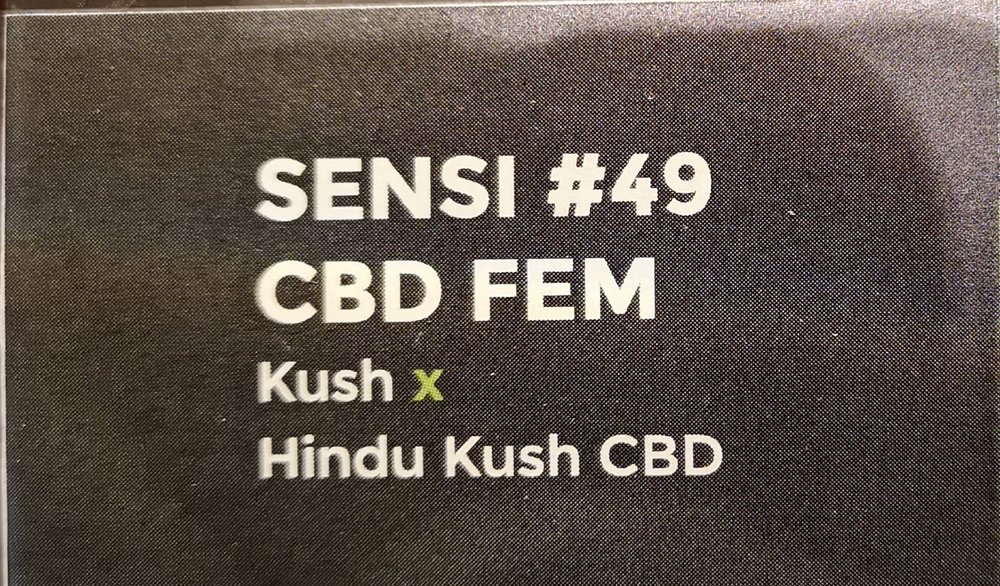 SENSI #49
CBD FEM
Kush x
Hindu Kush CBD